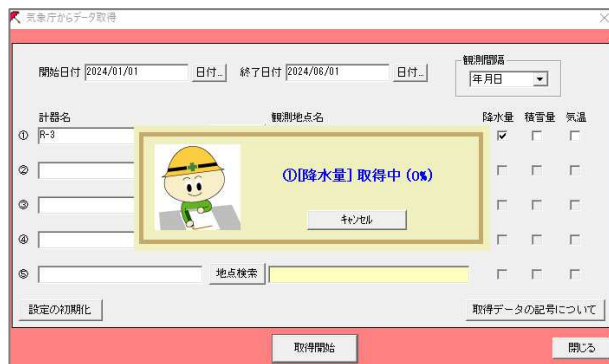 気象庁からデータ取得
開始日付 2024/01/01 日付... 終了日付 2024/06/01 日付...
観測間隔
年月日
計器名 観測地点名 降水量 積雪量 気温
① R-3
①[降水量] 取得中 (0%)
②
③
キャンセル
④
⑤ 地点検索
設定の初期化 取得データの記号について
取得開始 閉じる